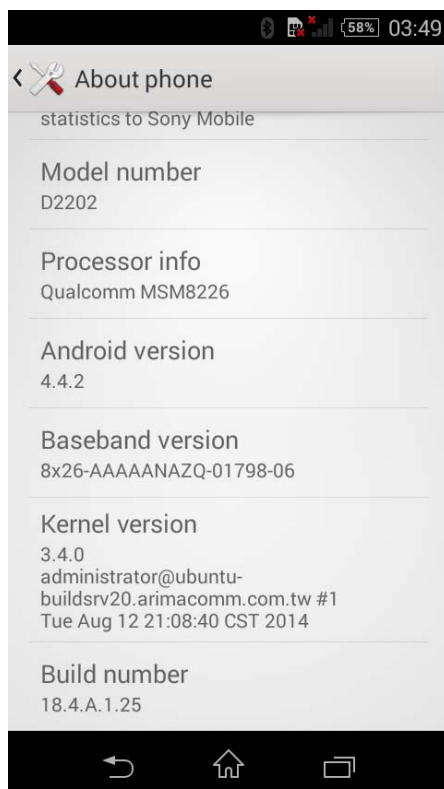 58% 03:49
About phone
statistics to Sony Mobile
Model number
D2202
Processor info
Qualcomm MSM8226
Android version
4.4.2
Baseband version
8x26-AAAAANAZQ-01798-06
Kernel version
3.4.0
administrator@ubuntu-
buildsrv20.arimacomm.com.tw #1
Tue Aug 12 21:08:40 CST 2014
Build number
18.4.A.1.25